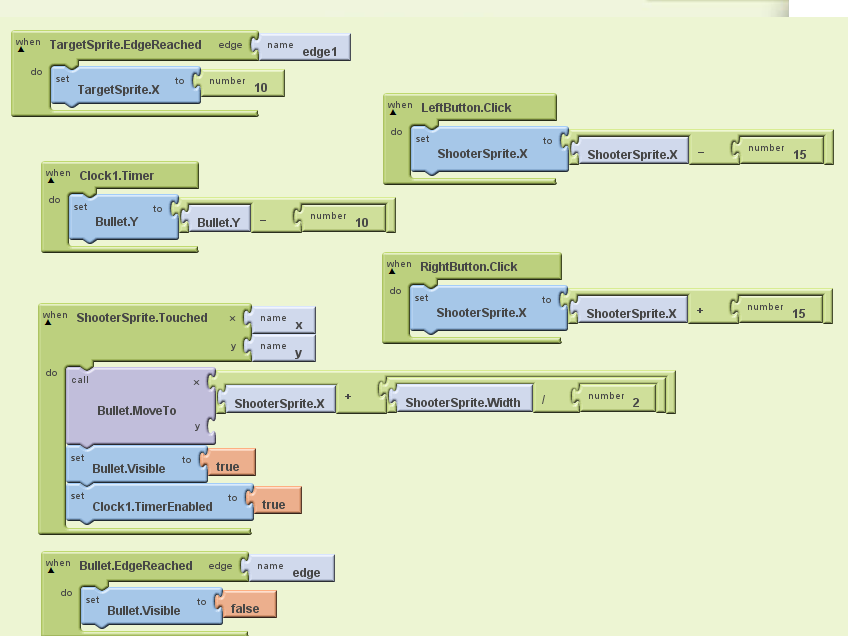 when TargetSprite.EdgeReached edge name edge1
do set TargetSprite.X to number 10
when LeftButton.Click
do set ShooterSprite.X to ShooterSprite.X - number 15
when Clock1.Timer
do set Bullet.Y to Bullet.Y - number 10
when RightButton.Click
do set ShooterSprite.X to ShooterSprite.X + number 15
when ShooterSprite.Touched x name x
y name y
do call Bullet.MoveTo x ShooterSprite.X + ShooterSprite.Width / number 2
y
set Bullet.Visible to true
set Clock1.TimerEnabled to true
when Bullet.EdgeReached edge name edge
do set Bullet.Visible to false